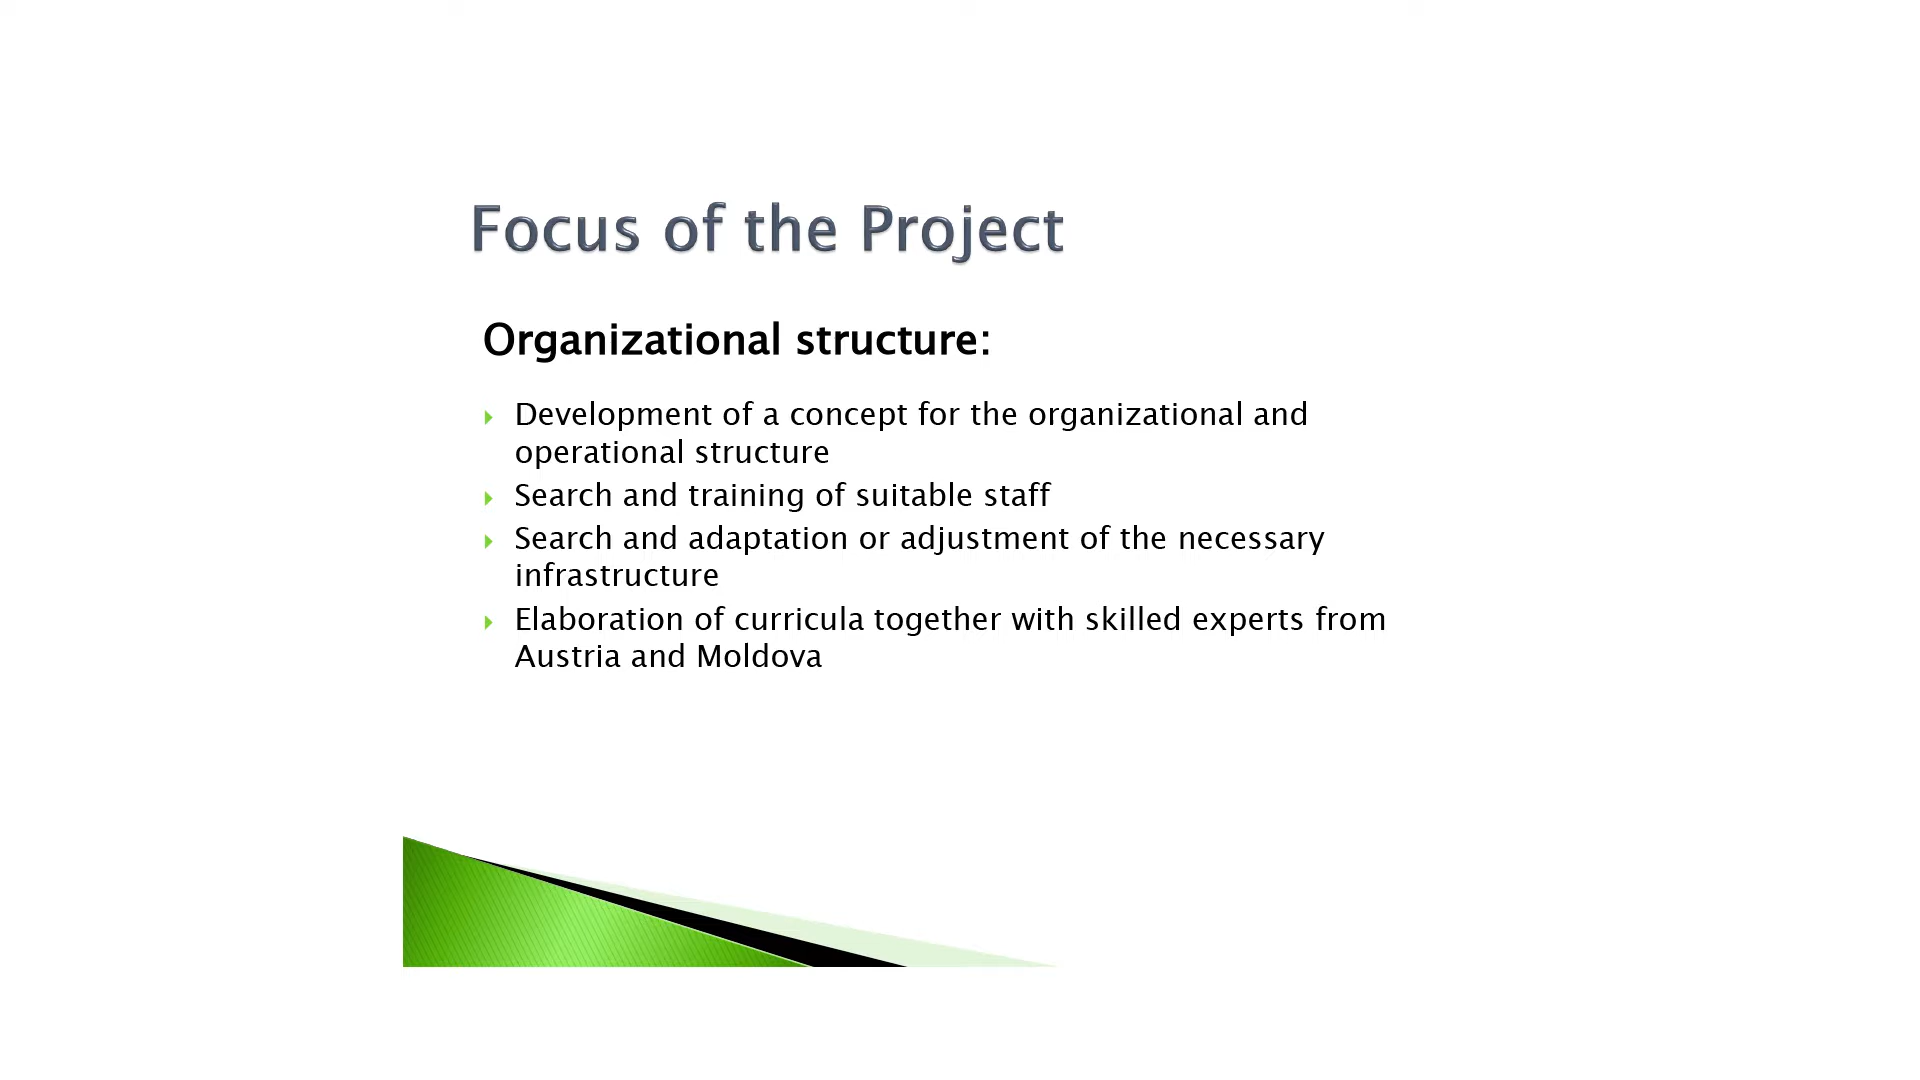 Focus of the Project
Organizational structure:
Development of a concept for the organizational and
operational structure
Search and training of suitable staff
Search and adaptation or adjustment of the necessary
infrastructure
Elaboration of curricula together with skilled experts from
Austria and Moldova